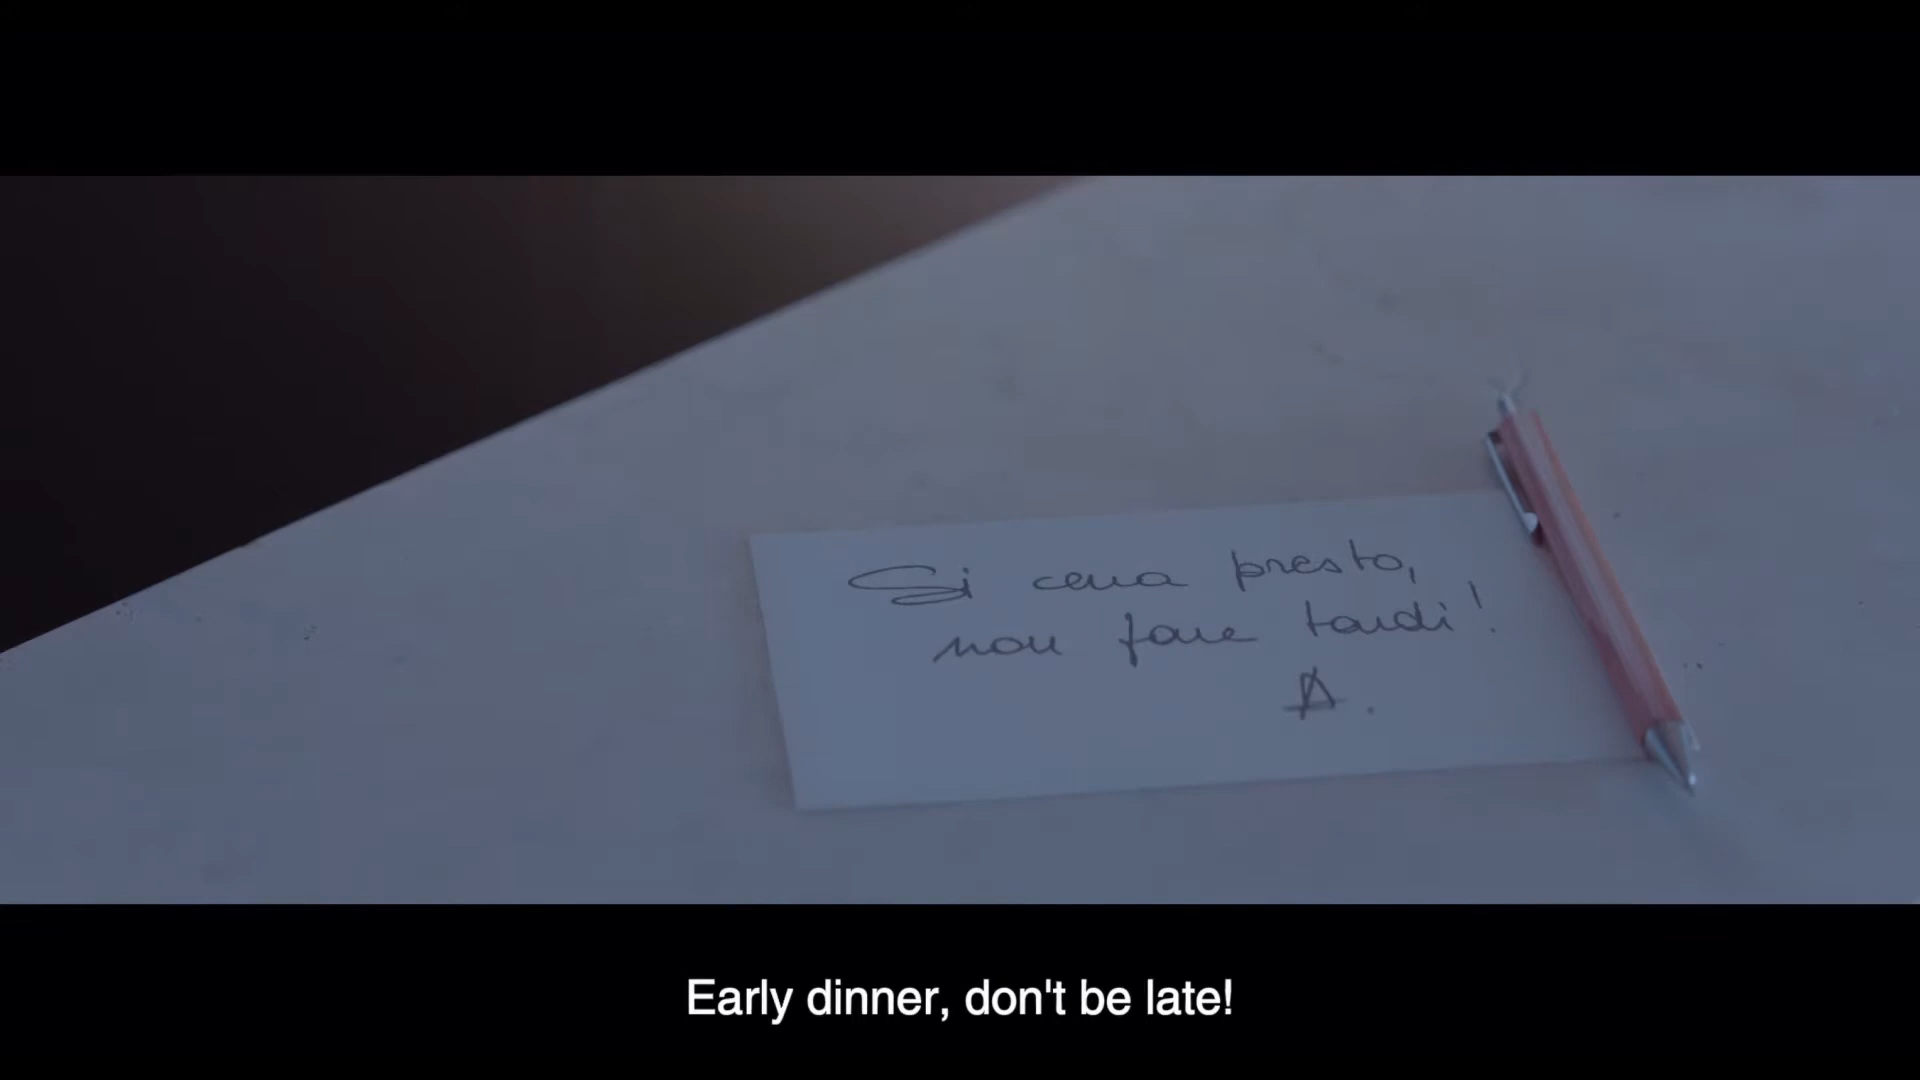 Si cena presto,
non fare tardi!
A.
Early dinner, don't be late!